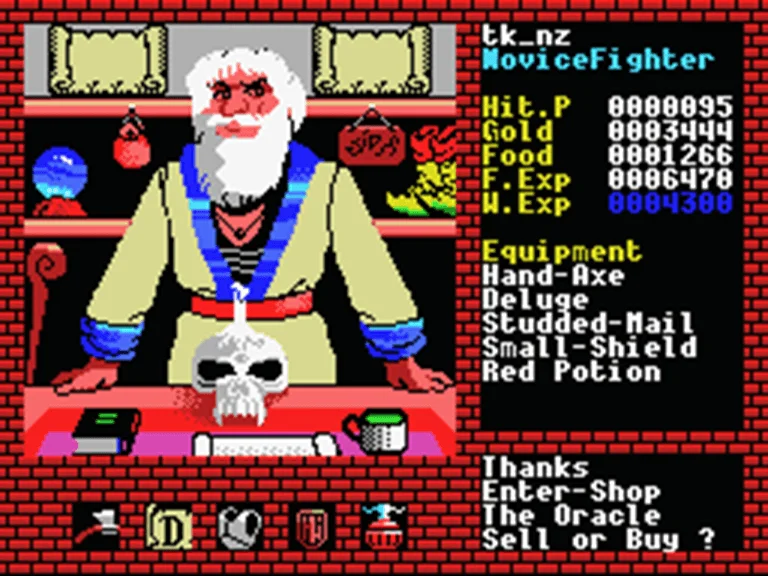 tk_nz
NoviceFighter
Hit.P 0000095
Gold 0003444
Food 0001266
F.Exp 0006470
W.Exp 0004300
Equipment
Hand-Axe
Deluge
Studded-Mail
Small-Shield
Red Potion
Thanks
Enter-Shop
The Oracle
Sell or Buy ?
D